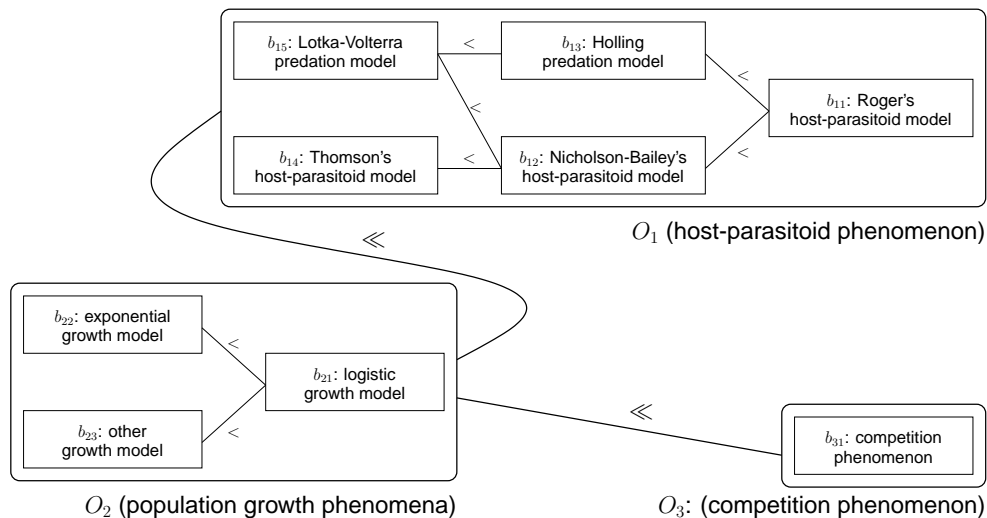 b₁₅: Lotka-Volterra
predation model
<
b₁₃: Holling
predation model
<
b₁₁: Roger's
host-parasitoid model
<
<
b₁₄: Thomson's
host-parasitoid model
<
b₁₂: Nicholson-Bailey's
host-parasitoid model
O₁ (host-parasitoid phenomenon)
≪
b₂₂: exponential
growth model
<
b₂₁: logistic
growth model
<
b₂₃: other
growth model
≪
b₃₁: competition
phenomenon
O₂ (population growth phenomena)
O₃: (competition phenomenon)